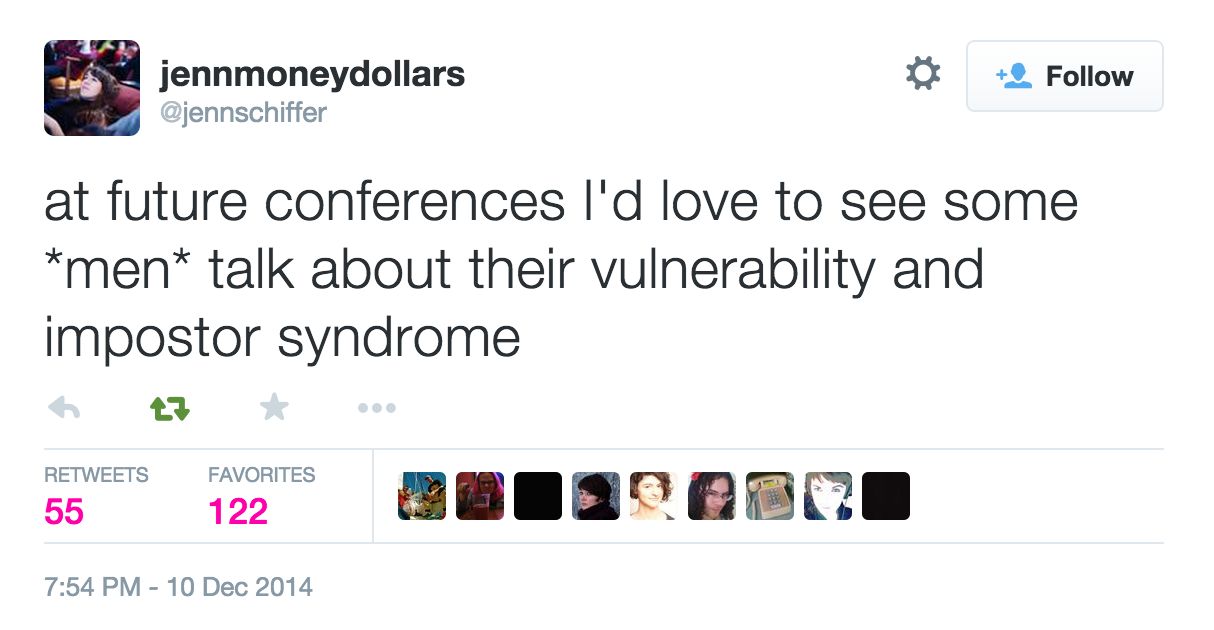 jennmoneydollars
@jennschiffer
Follow
at future conferences I'd love to see some
*men* talk about their vulnerability and
impostor syndrome
RETWEETS FAVORITES
55 122
7:54 PM - 10 Dec 2014